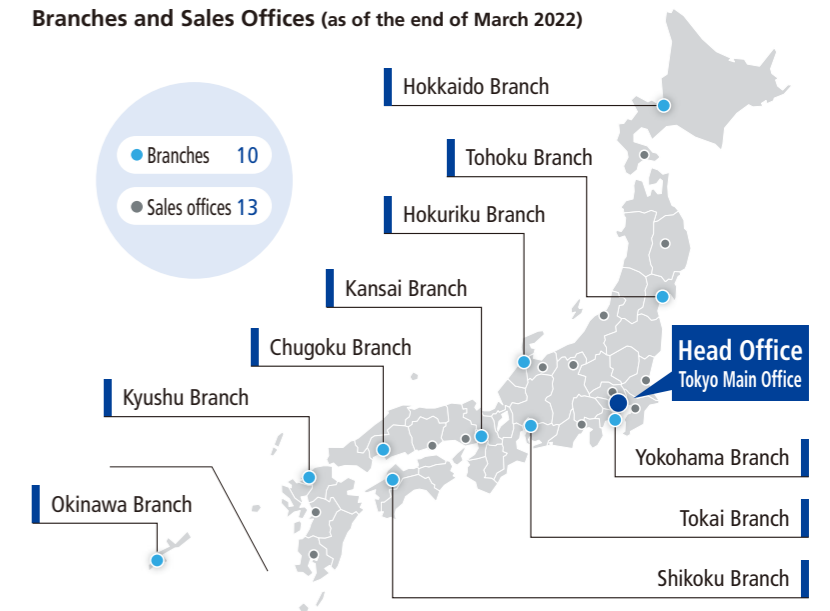 Branches and Sales Offices (as of the end of March 2022)
Hokkaido Branch
Branches 10
Tohoku Branch
Sales offices 13
Hokuriku Branch
Kansai Branch
Chugoku Branch
Head Office
Tokyo Main Office
Kyushu Branch
Yokohama Branch
Okinawa Branch
Tokai Branch
Shikoku Branch